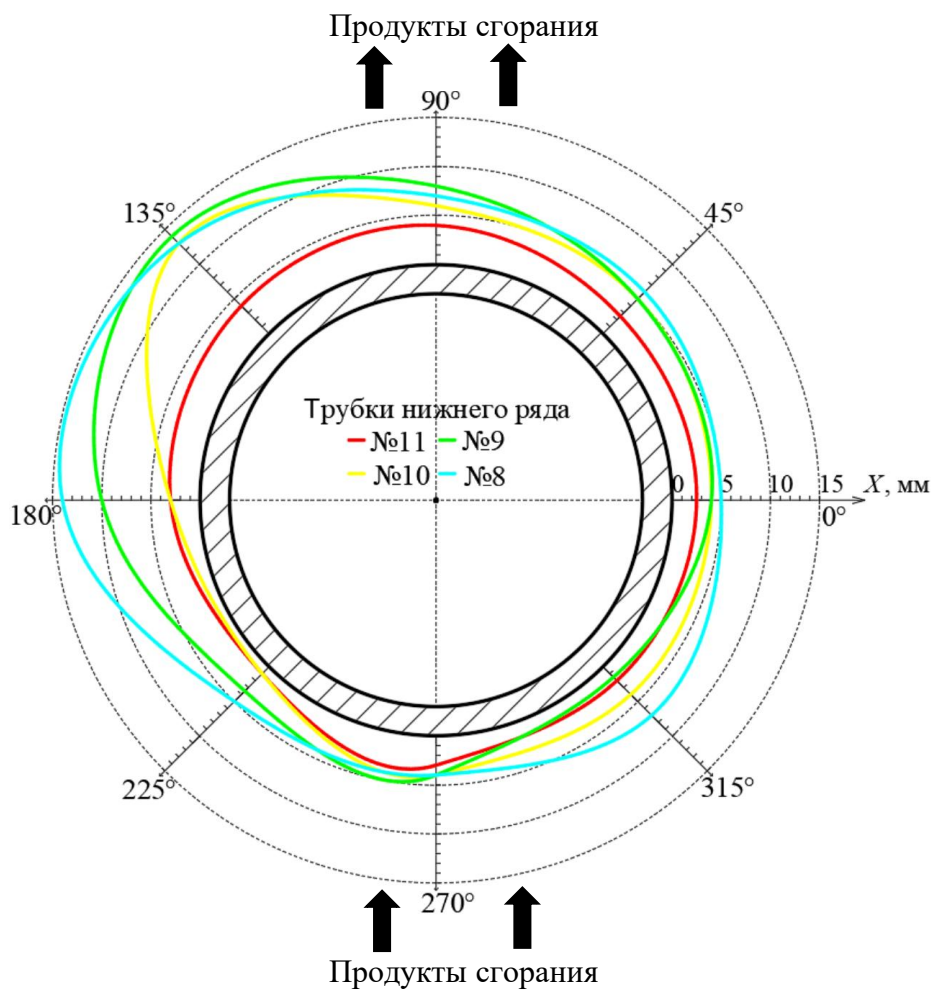 Продукты сгорания
90°
135°
45°
Трубки нижнего ряда
№11 №9
№10 №8
0 5 10 15 X, мм
180°
0°
225°
315°
270°
Продукты сгорания